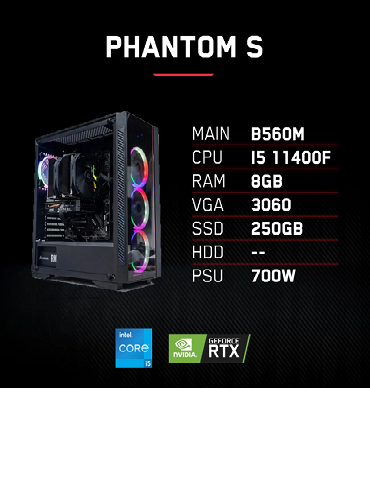 PHANTOM S
MAIN B560M
CPU I5 11400F
RAM 8GB
VGA 3060
SSD 250GB
HDD --
PSU 700W
intel
CORE
i5
NVIDIA.
GEFORCE
RTX